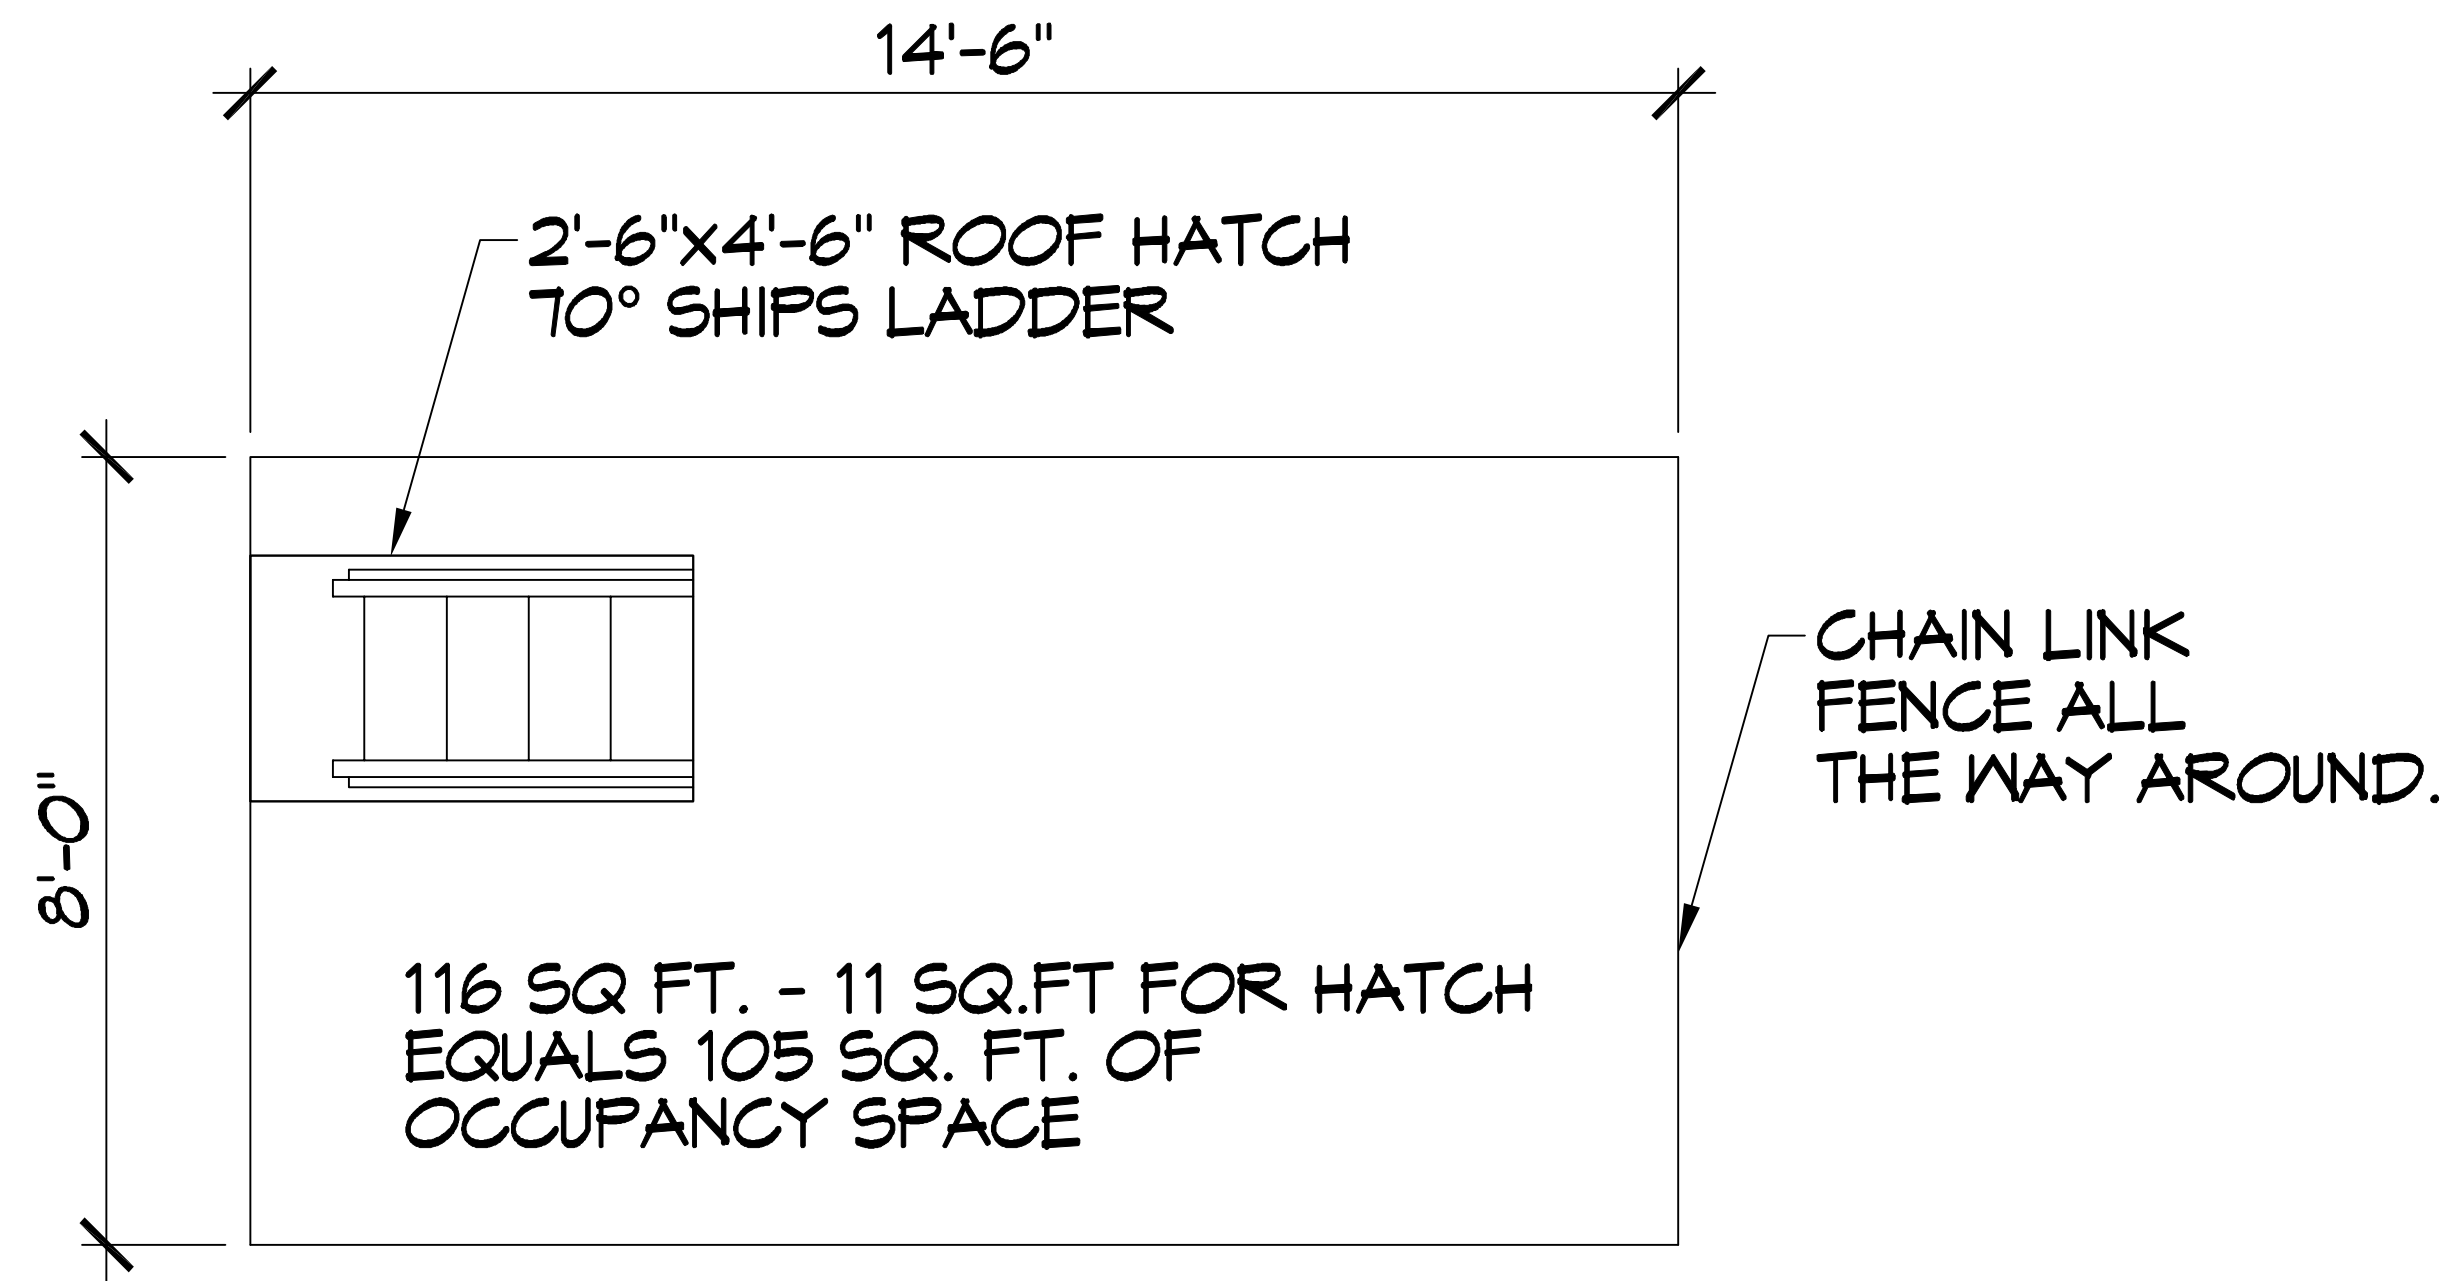 14'-6"
2'-6"x4'-6" ROOF HATCH
70° SHIPS LADDER
8'-0"
CHAIN LINK
FENCE ALL
THE WAY AROUND.
116 SQ FT. - 11 SQ.FT FOR HATCH
EQUALS 105 SQ. FT. OF
OCCUPANCY SPACE